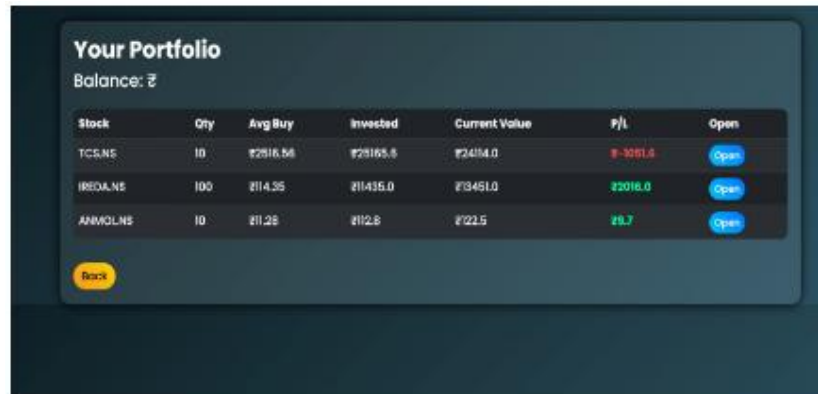 Your Portfolio
Balance: ₹
Stock Qty Avg Buy Invested Current Value P/L Open
TCS.NS 10 ₹2516.56 ₹25165.6 ₹24114.0 ₹-1051.6 Open
IREDA.NS 100 ₹114.35 ₹11435.0 ₹13451.0 ₹2016.0 Open
ANMOL.NS 10 ₹11.28 ₹112.8 ₹122.5 ₹9.7 Open
Back